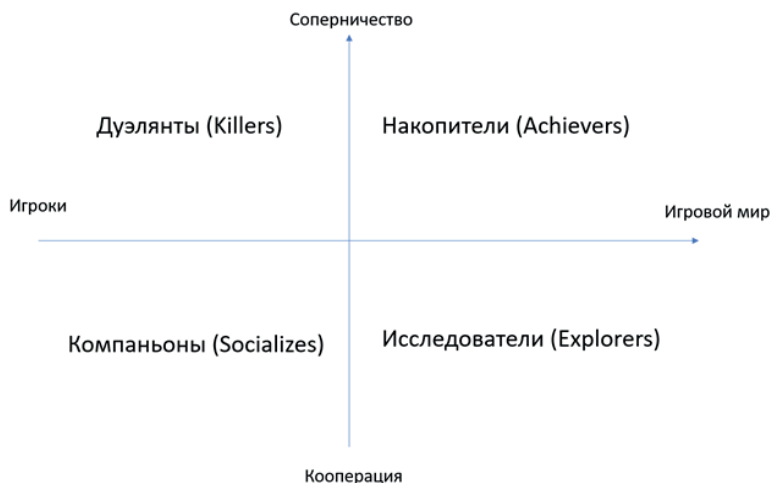 Соперничество
Дуэлянты (Killers)
Накопители (Achievers)
Игроки
Игровой мир
Компаньоны (Socializes)
Исследователи (Explorers)
Кооперация